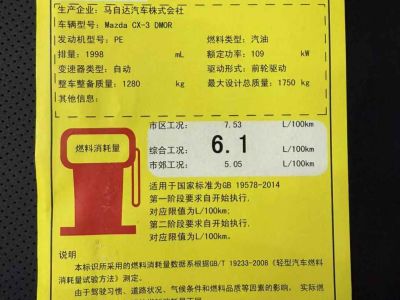 生产企业:马自达汽车株式会社
车辆型号:Mazda CX-3 DMOR
发动机型号:PE 燃料类型:汽油
排量:1998 mL 额定功率:109 kW
变速器类型:自动 驱动形式:前轮驱动
整车整备质量:1280 kg 最大设计总质量:1750 kg
其他信息:
燃料消耗量
市区工况: 7.53 L/100km
综合工况: 6.1 L/100km
市郊工况: 5.05 L/100km
适用于国家标准为GB 19578-2014
第一阶段要求自开始执行,
对应限值为L/100km;
第二阶段要求自开始执行,
对应限值为L/100km.
说明
本标识所采用的燃料消耗量数据系根据GB/T 19233-2008《轻型汽车燃料
消耗量试验方法》测定。
由于驾驶习惯、道路状况、气候条件和燃料品质等因素的影响, 实际燃